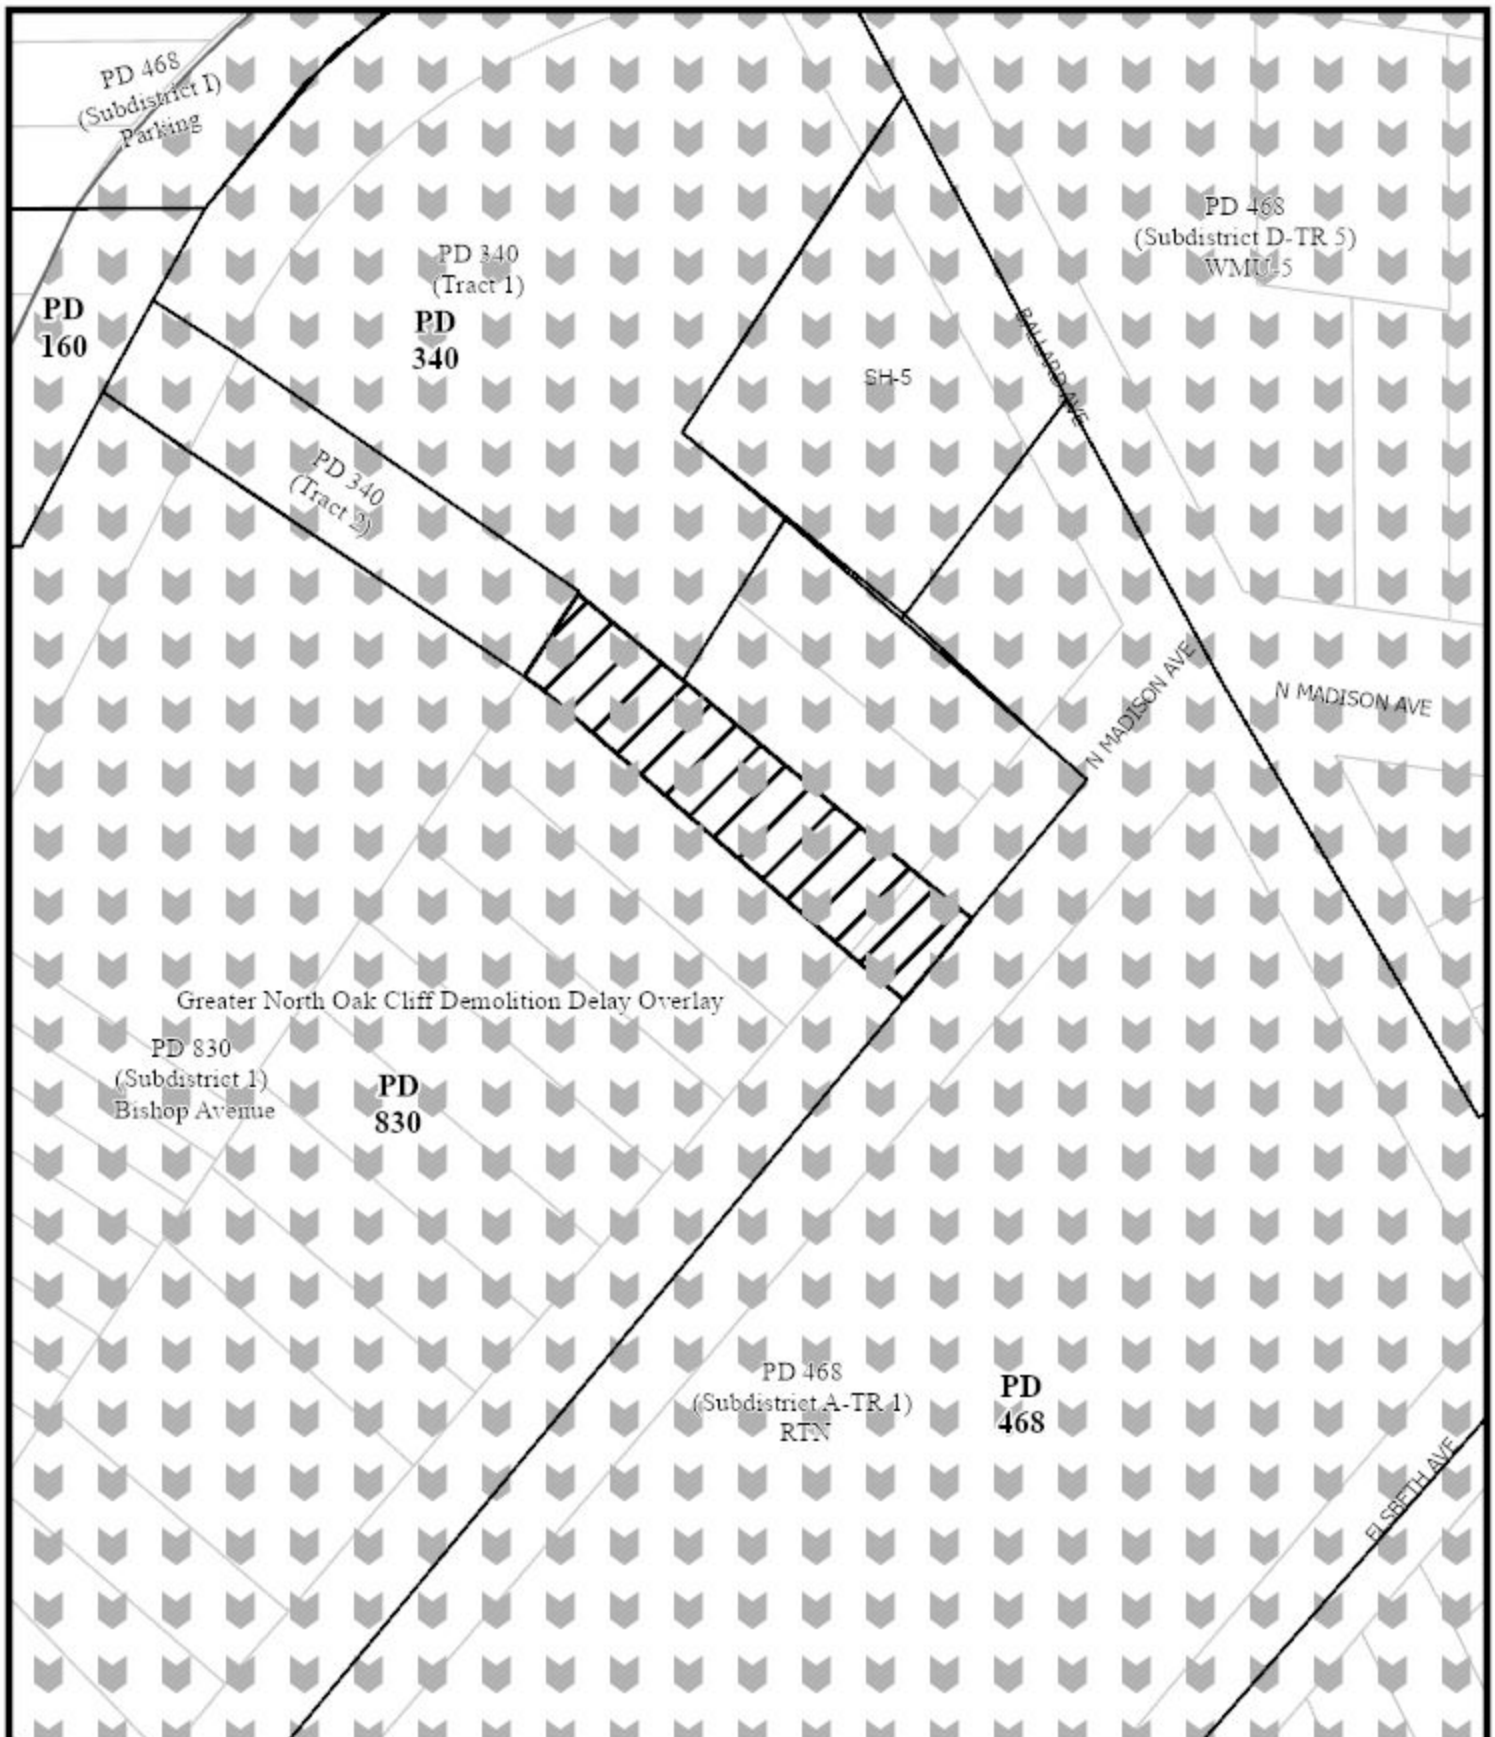 PD 468
(Subdistrict I)
Parking
PD 468
(Subdistrict D-TR 5)
WMU-5
PD 340
(Tract 1)
PD
340
PD
160
BALLARD AVE
SH-5
PD 340
(Tract 2)
N MADISON AVE
N MADISON AVE
Greater North Oak Cliff Demolition Delay Overlay
PD 830
(Subdistrict 1)
Bishop Avenue
PD
830
PD 468
(Subdistrict A-TR 1)
RTN
PD
468
ELSBETH AVE